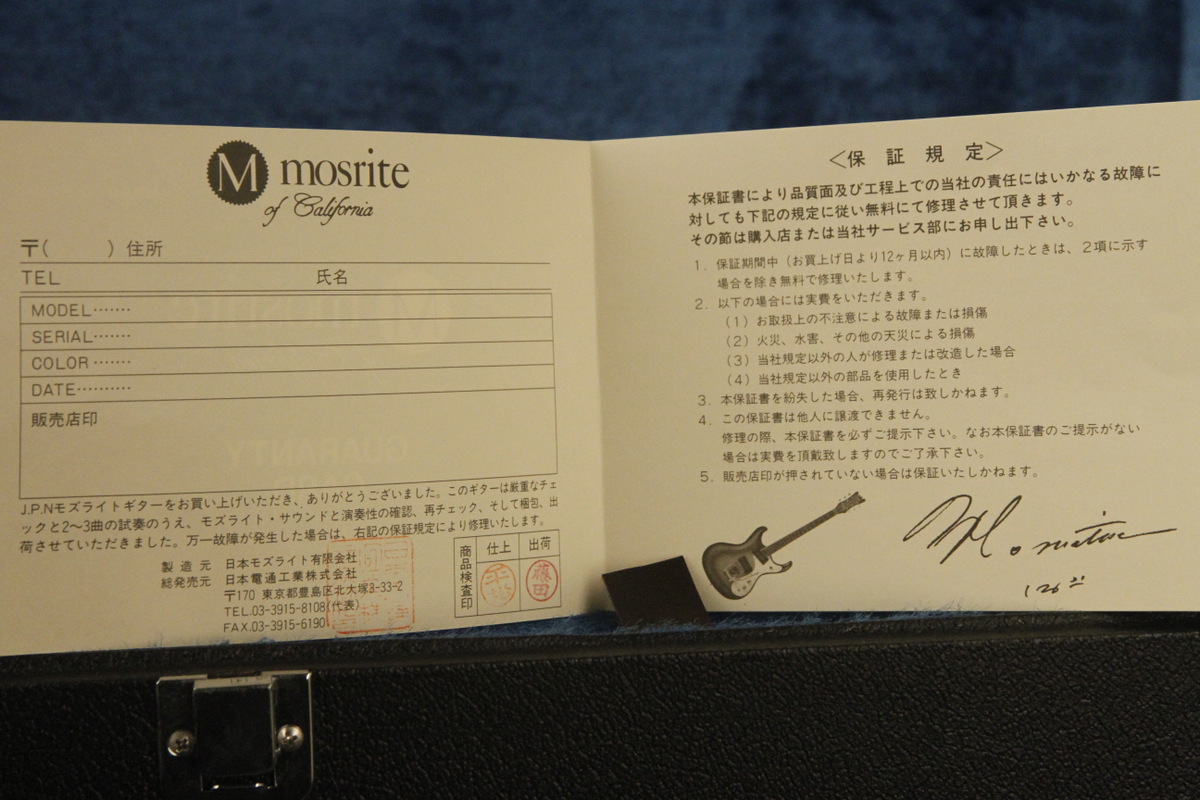 M mosrite
of California
〒(　　　)住所
TEL　　　氏名
MODEL·······
SERIAL·······
COLOR·······
DATE··········
販売店印
J.P.Nモズライトギターをお買い上げいただき、ありがとうございました。このギターは厳重なチェ
ックと2〜3曲の試奏のうえ、モズライト・サウンドと演奏性の確認、再チェック、そして梱包、出
荷させていただきました。万一故障が発生した場合は、右記の保証規定により修理いたします。
製造元 日本モズライト有限会社
総発売元 日本電通工業株式会社
〒170 東京都豊島区北大塚3-33-2
TEL.03-3915-8108(代表)
FAX.03-3915-6190
商品検査印
仕上 出荷
藤田
〈保証規定〉
本保証書により品質面及び工程上での当社の責任にはいかなる故障に
対しても下記の規定に従い無料にて修理させて頂きます。
その節は購入店または当社サービス部にお申し出下さい。
1. 保証期間中（お買上げ日より12ヶ月以内）に故障したときは、2項に示す
場合を除き無料で修理いたします。
2. 以下の場合には実費をいただきます。
（1）お取扱上の不注意による故障または損傷
（2）火災、水害、その他の天災による損傷
（3）当社規定以外の人が修理または改造した場合
（4）当社規定以外の部品を使用したとき
3. 本保証書を紛失した場合、再発行は致しかねます。
4. この保証書は他人に譲渡できません。
修理の際、本保証書を必ずご提示下さい。なお本保証書のご提示がない
場合は実費を頂戴致しますのでご了承下さい。
5. 販売店印が押されていない場合は保証いたしかねます。